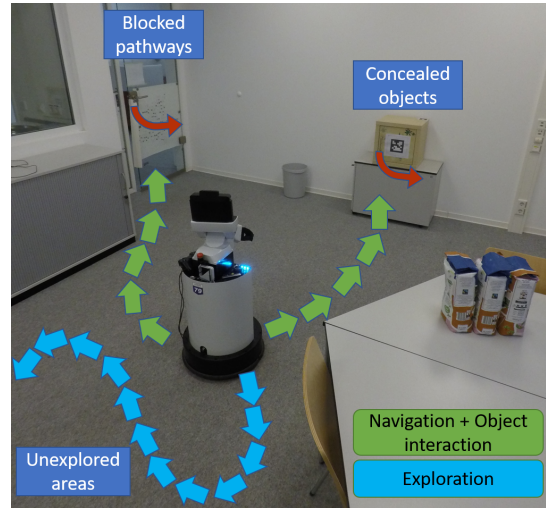 Blocked
pathways
Concealed
objects
Unexplored
areas
Navigation + Object
interaction
Exploration